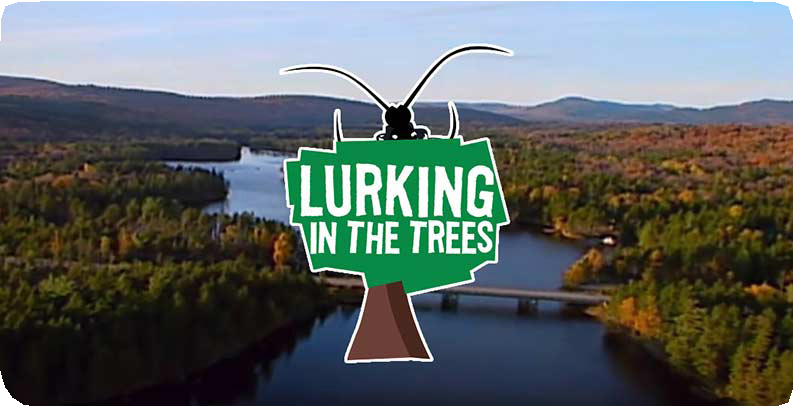 LURKING
IN THE TREES